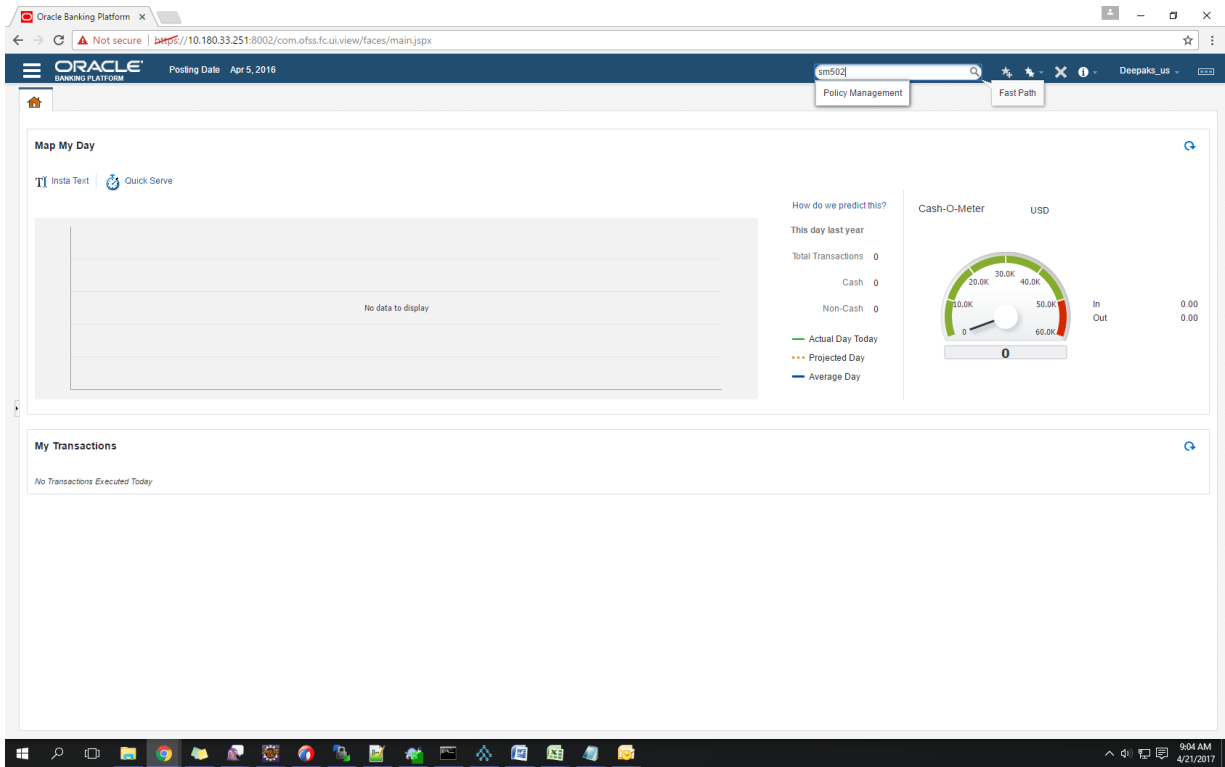 Oracle Banking Platform
Not secure | https://10.180.33.251:8002/com.ofss.fc.ui.view/faces/main.jspx
ORACLE
BANKING PLATFORM
Posting Date Apr 5, 2016
sm502
Deepaks_us
Policy Management
Fast Path
Map My Day
Insta Text
Quick Serve
How do we predict this?
This day last year
Total Transactions 0
Cash 0
Non-Cash 0
Actual Day Today
Projected Day
Average Day
No data to display
Cash-O-Meter USD
30.0K
20.0K 40.0K
10.0K 50.0K
0 60.0K
0
In 0.00
Out 0.00
My Transactions
No Transactions Executed Today
9:04 AM
4/21/2017